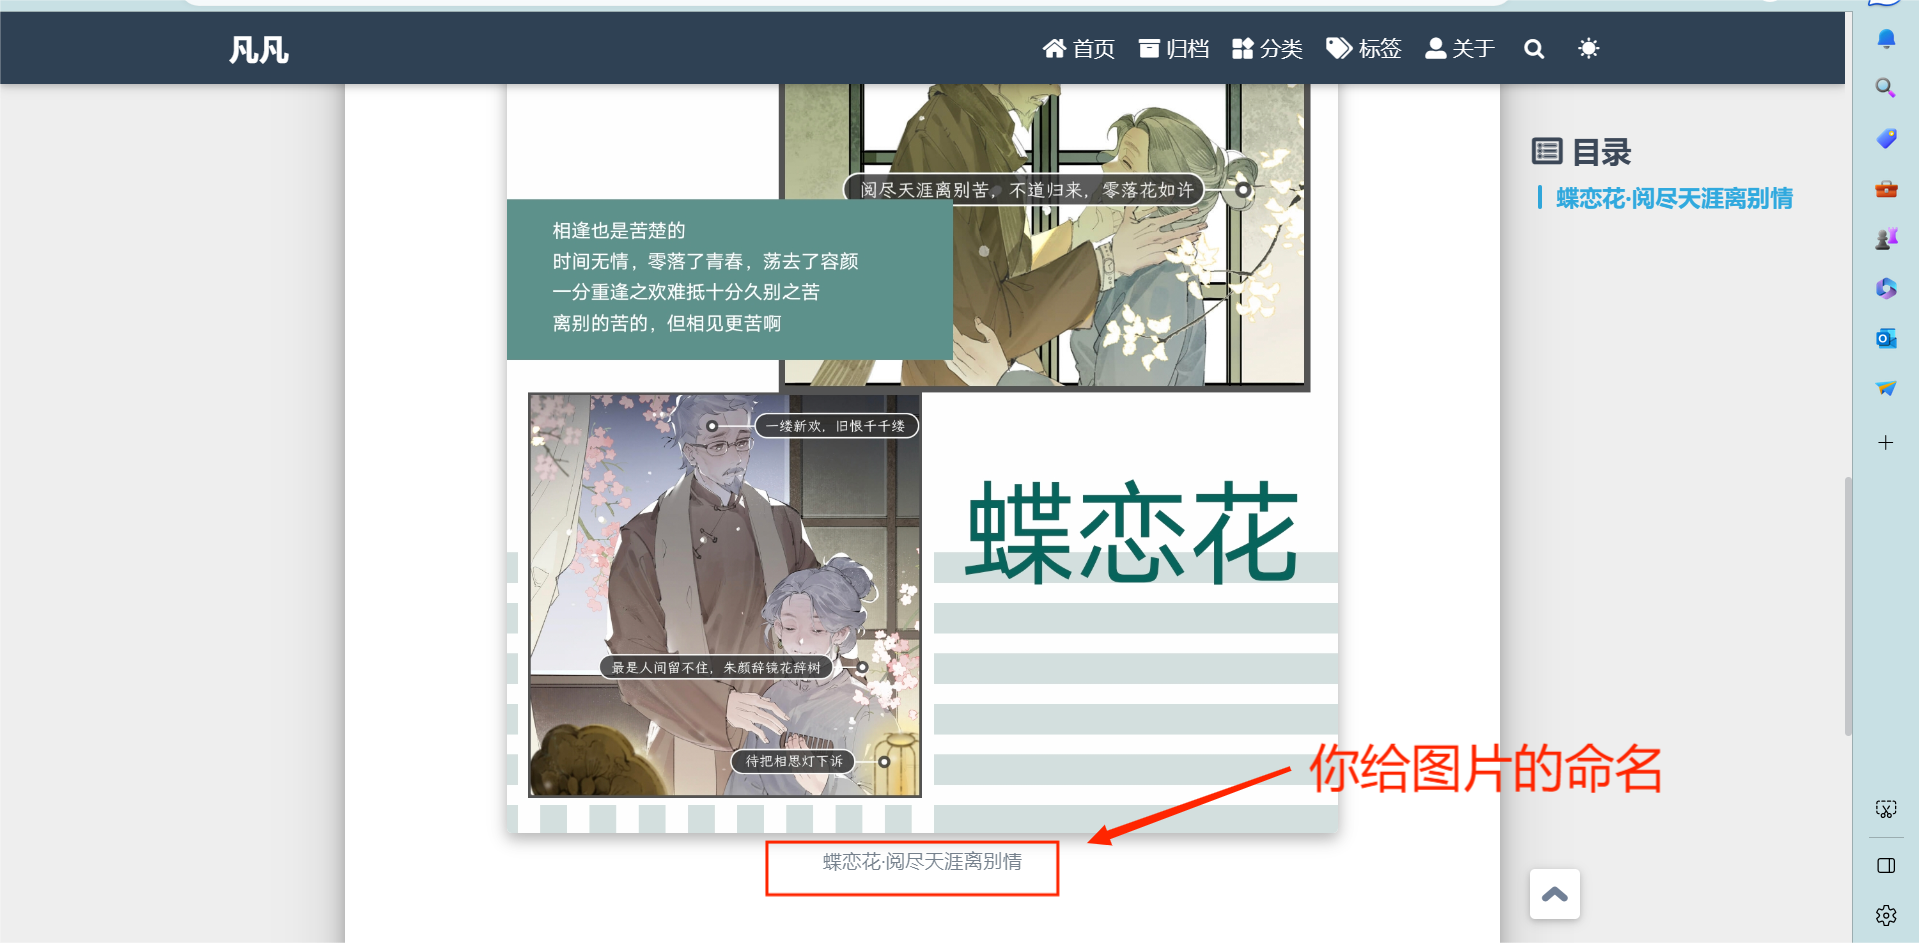 凡凡
首页 归档 分类 标签 关于
阅尽天涯离别苦，不道归来，零落花如许
相逢也是苦楚的
时间无情，零落了青春，荡去了容颜
一分重逢之欢难抵十分久别之苦
离别的苦的，但相见更苦啊
一缕新欢，旧恨千千缕
最是人间留不住，朱颜辞镜花辞树
待把相思灯下诉
蝶恋花
蝶恋花·阅尽天涯离别情
你给图片的命名
目录
蝶恋花·阅尽天涯离别情